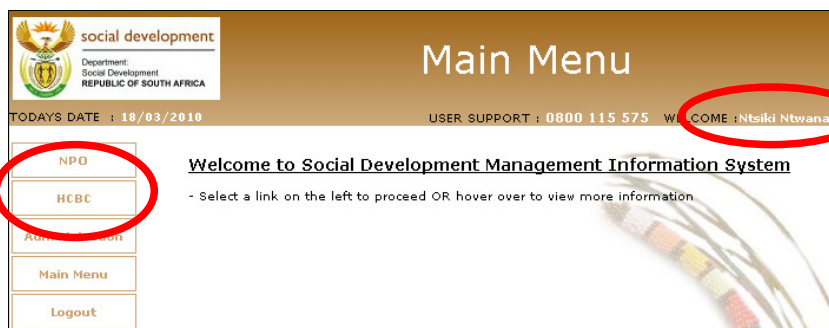 social development
Department:
Social Development
REPUBLIC OF SOUTH AFRICA
Main Menu
TODAYS DATE : 18/03/2010
USER SUPPORT : 0800 115 575 WELCOME :Ntsiki Ntwana
NPO
Welcome to Social Development Management Information System
HCBC
- Select a link on the left to proceed OR hover over to view more information
Administration
Main Menu
Logout